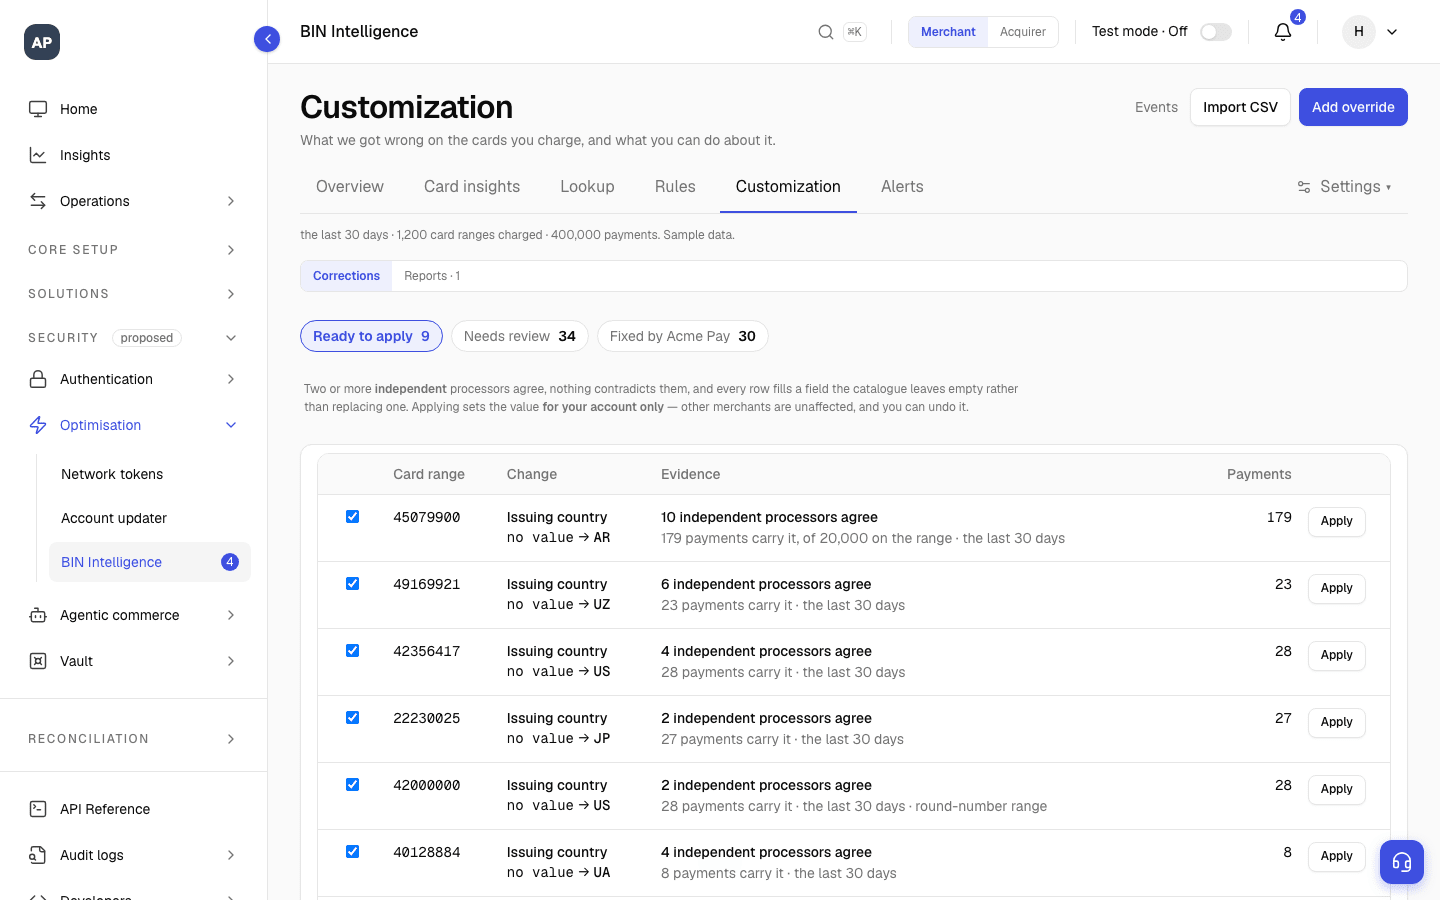 AP
BIN Intelligence
⌘K
Merchant
Acquirer
Test mode · Off
4
H
Home
Insights
Operations
CORE SETUP
SOLUTIONS
SECURITY
proposed
Authentication
Optimisation
Network tokens
Account updater
BIN Intelligence
4
Agentic commerce
Vault
RECONCILIATION
API Reference
Audit logs
Developers
Customization
What we got wrong on the cards you charge, and what you can do about it.
Events
Import CSV
Add override
Overview
Card insights
Lookup
Rules
Customization
Alerts
Settings ▾
the last 30 days · 1,200 card ranges charged · 400,000 payments. Sample data.
Corrections
Reports · 1
Ready to apply 9
Needs review 34
Fixed by Acme Pay 30
Two or more independent processors agree, nothing contradicts them, and every row fills a field the catalogue leaves empty rather
than replacing one. Applying sets the value for your account only — other merchants are unaffected, and you can undo it.
Card range
Change
Evidence
Payments
45079900
Issuing country
no value → AR
10 independent processors agree
179 payments carry it, of 20,000 on the range · the last 30 days
179
Apply
49169921
Issuing country
no value → UZ
6 independent processors agree
23 payments carry it · the last 30 days
23
Apply
42356417
Issuing country
no value → US
4 independent processors agree
28 payments carry it · the last 30 days
28
Apply
22230025
Issuing country
no value → JP
2 independent processors agree
27 payments carry it · the last 30 days
27
Apply
42000000
Issuing country
no value → US
2 independent processors agree
28 payments carry it · the last 30 days · round-number range
28
Apply
40128884
Issuing country
no value → UA
4 independent processors agree
8 payments carry it · the last 30 days
8
Apply